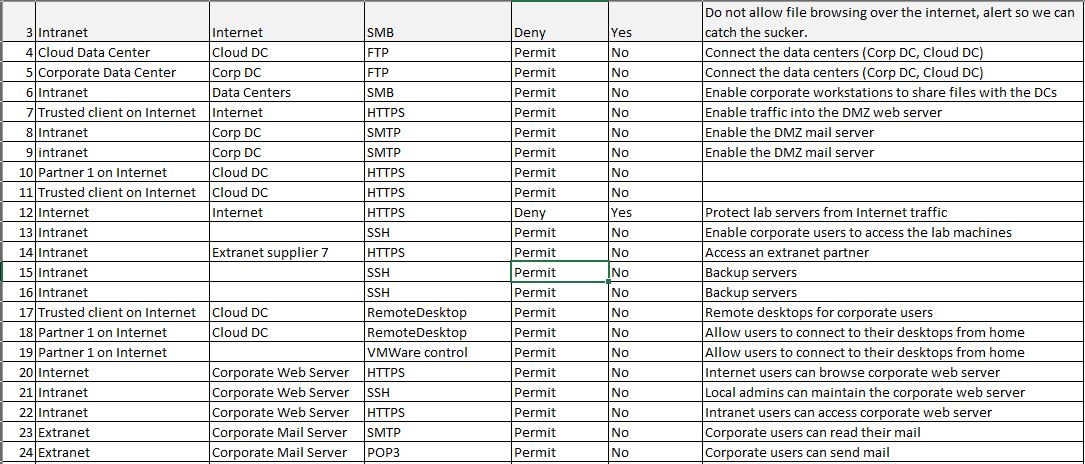 Do not allow file browsing over the internet, alert so we can
3 Intranet Internet SMB Deny Yes catch the sucker.
4 Cloud Data Center Cloud DC FTP Permit No Connect the data centers (Corp DC, Cloud DC)
5 Corporate Data Center Corp DC FTP Permit No Connect the data centers (Corp DC, Cloud DC)
6 Intranet Data Centers SMB Permit No Enable corporate workstations to share files with the DCs
7 Trusted client on Internet Internet HTTPS Permit No Enable traffic into the DMZ web server
8 Intranet Corp DC SMTP Permit No Enable the DMZ mail server
9 intranet Corp DC SMTP Permit No Enable the DMZ mail server
10 Partner 1 on Internet Cloud DC HTTPS Permit No
11 Trusted client on Internet Cloud DC HTTPS Permit No
12 Internet Internet HTTPS Deny Yes Protect lab servers from Internet traffic
13 Intranet SSH Permit No Enable corporate users to access the lab machines
14 Intranet Extranet supplier 7 HTTPS Permit No Access an extranet partner
15 Intranet SSH Permit No Backup servers
16 Intranet SSH Permit No Backup servers
17 Trusted client on Internet Cloud DC RemoteDesktop Permit No Remote desktops for corporate users
18 Partner 1 on Internet Cloud DC RemoteDesktop Permit No Allow users to connect to their desktops from home
19 Partner 1 on Internet VMWare control Permit No Allow users to connect to their desktops from home
20 Internet Corporate Web Server HTTPS Permit No Internet users can browse corporate web server
21 Intranet Corporate Web Server SSH Permit No Local admins can maintain the corporate web server
22 Intranet Corporate Web Server HTTPS Permit No Intranet users can access corporate web server
23 Extranet Corporate Mail Server SMTP Permit No Corporate users can read their mail
24 Extranet Corporate Mail Server POP3 Permit No Corporate users can send mail